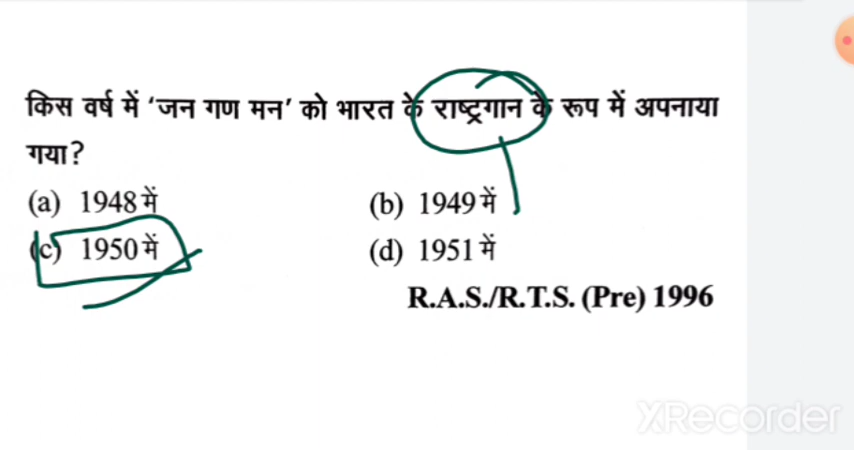 किस वर्ष में ‘जन गण मन’ को भारत के राष्ट्रगान के रूप में अपनाया
गया?
(a) 1948 में (b) 1949 में
(c) 1950 में (d) 1951 में
R.A.S./R.T.S. (Pre) 1996
XRecorder